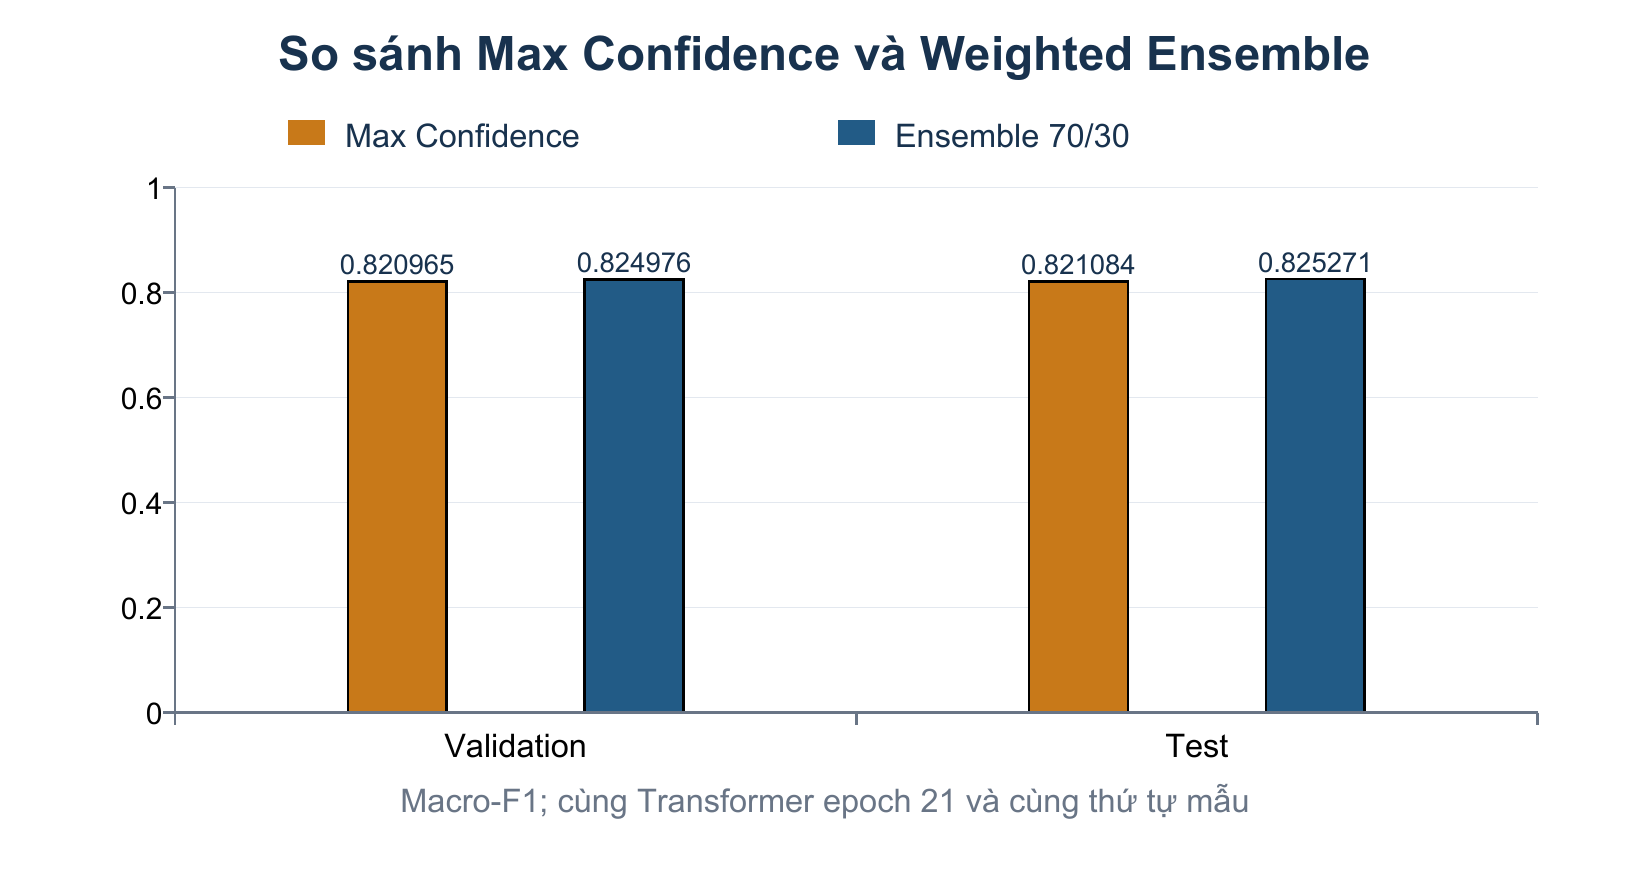 So sánh Max Confidence và Weighted Ensemble
Max Confidence
Ensemble 70/30
1
0.8
0.6
0.4
0.2
0
0.820965
0.824976
0.821084
0.825271
Validation
Test
Macro-F1; cùng Transformer epoch 21 và cùng thứ tự mẫu